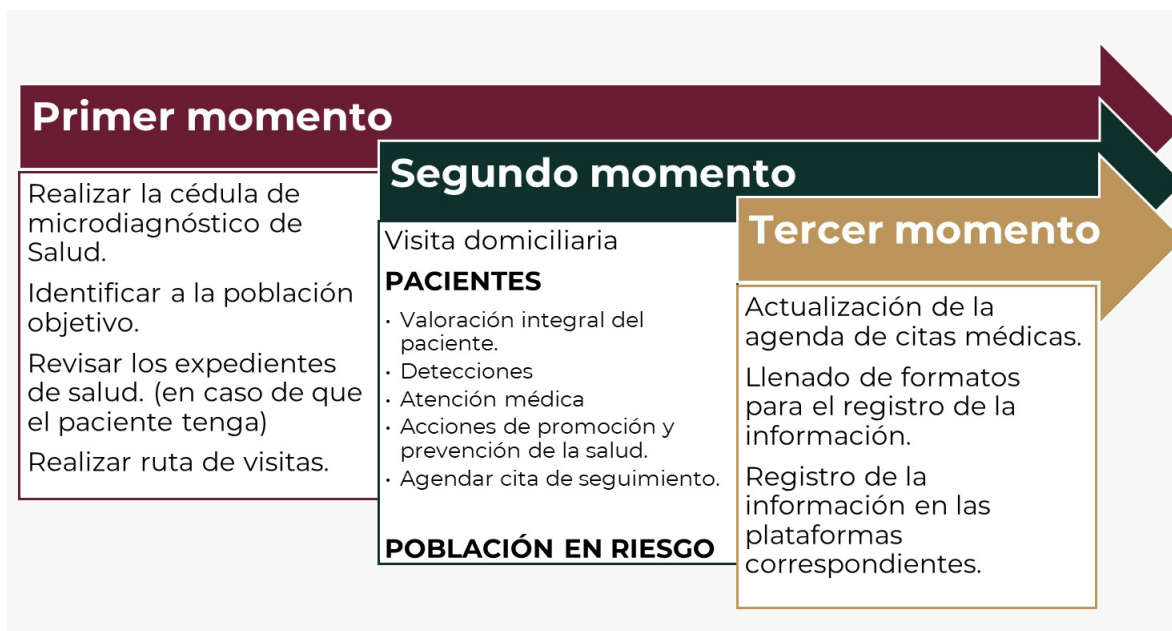 Primer momento
Realizar la cédula de
microdiagnóstico de
Salud.
Identificar a la población
objetivo.
Revisar los expedientes
de salud. (en caso de que
el paciente tenga)
Realizar ruta de visitas.
Segundo momento
Visita domiciliaria
PACIENTES
· Valoración integral del
paciente.
· Detecciones
· Atención médica
· Acciones de promoción y
prevención de la salud.
· Agendar cita de seguimiento.
POBLACIÓN EN RIESGO
Tercer momento
Actualización de la
agenda de citas médicas.
Llenado de formatos
para el registro de la
información.
Registro de la
información en las
plataformas
correspondientes.